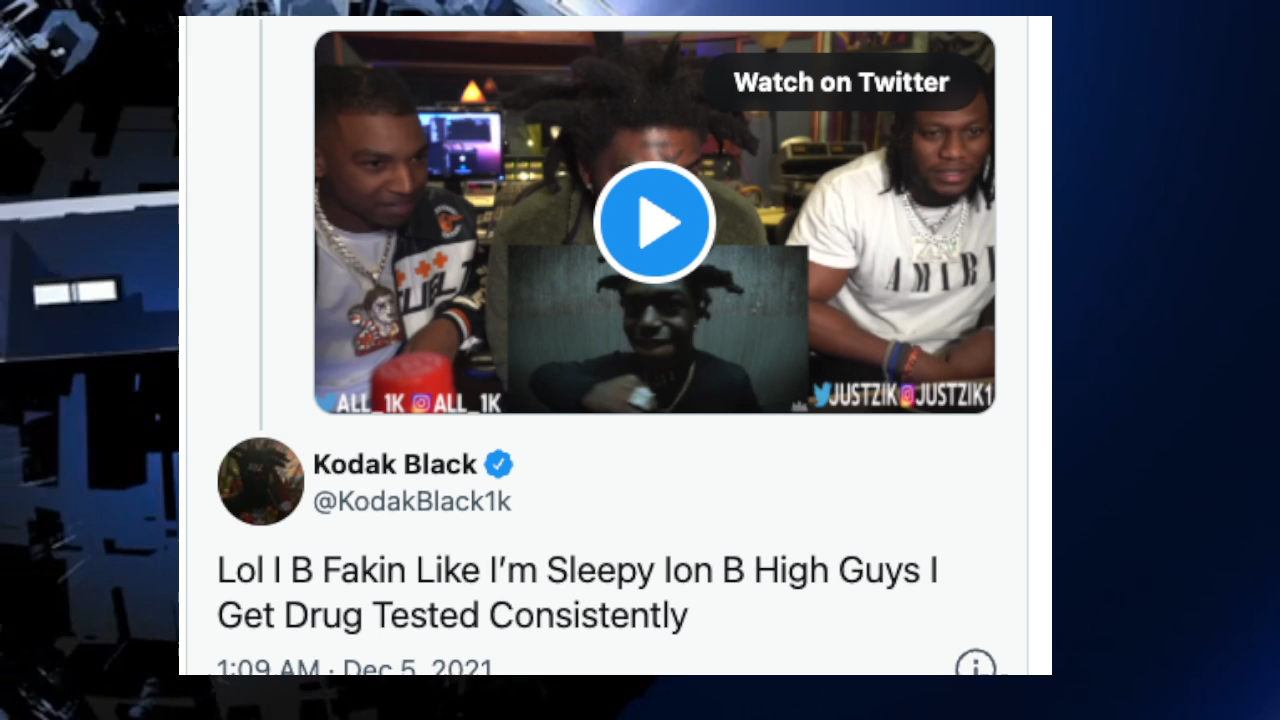 Watch on Twitter
AMIRI
ALL_1K ALL_1K
JUSTZIK JUSTZIK1
Kodak Black
@KodakBlack1k
Lol I B Fakin Like I’m Sleepy Ion B High Guys I
Get Drug Tested Consistently
1:09 AM · Dec 5, 2021